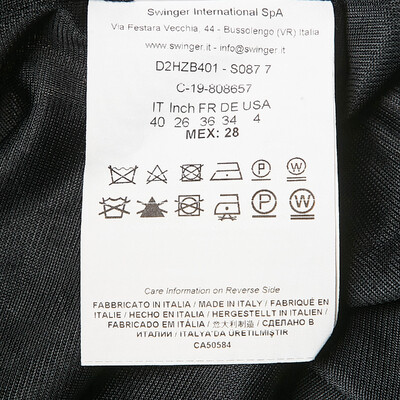 Swinger International SpA
Via Festara Vecchia, 44 - Bussolengo (VR) Italia
www.swinger.it - info@swinger.it
D2HZB401 - S087 7
C-19-808657
IT Inch FR DE USA
40 26 36 34 4
MEX: 28
P W
P W
Care Information on Reverse Side
FABBRICATO IN ITALIA / MADE IN ITALY / FABRIQUÉ EN
ITALIE / HECHO EN ITALIA / HERGESTELLT IN ITALIEN /
FABRICADO EM ITÁLIA / 意大利制造 / СДЕЛАНО В
ИТАЛИИ / ITALYA'DA ÜRETILMIŞTIR
CA50584